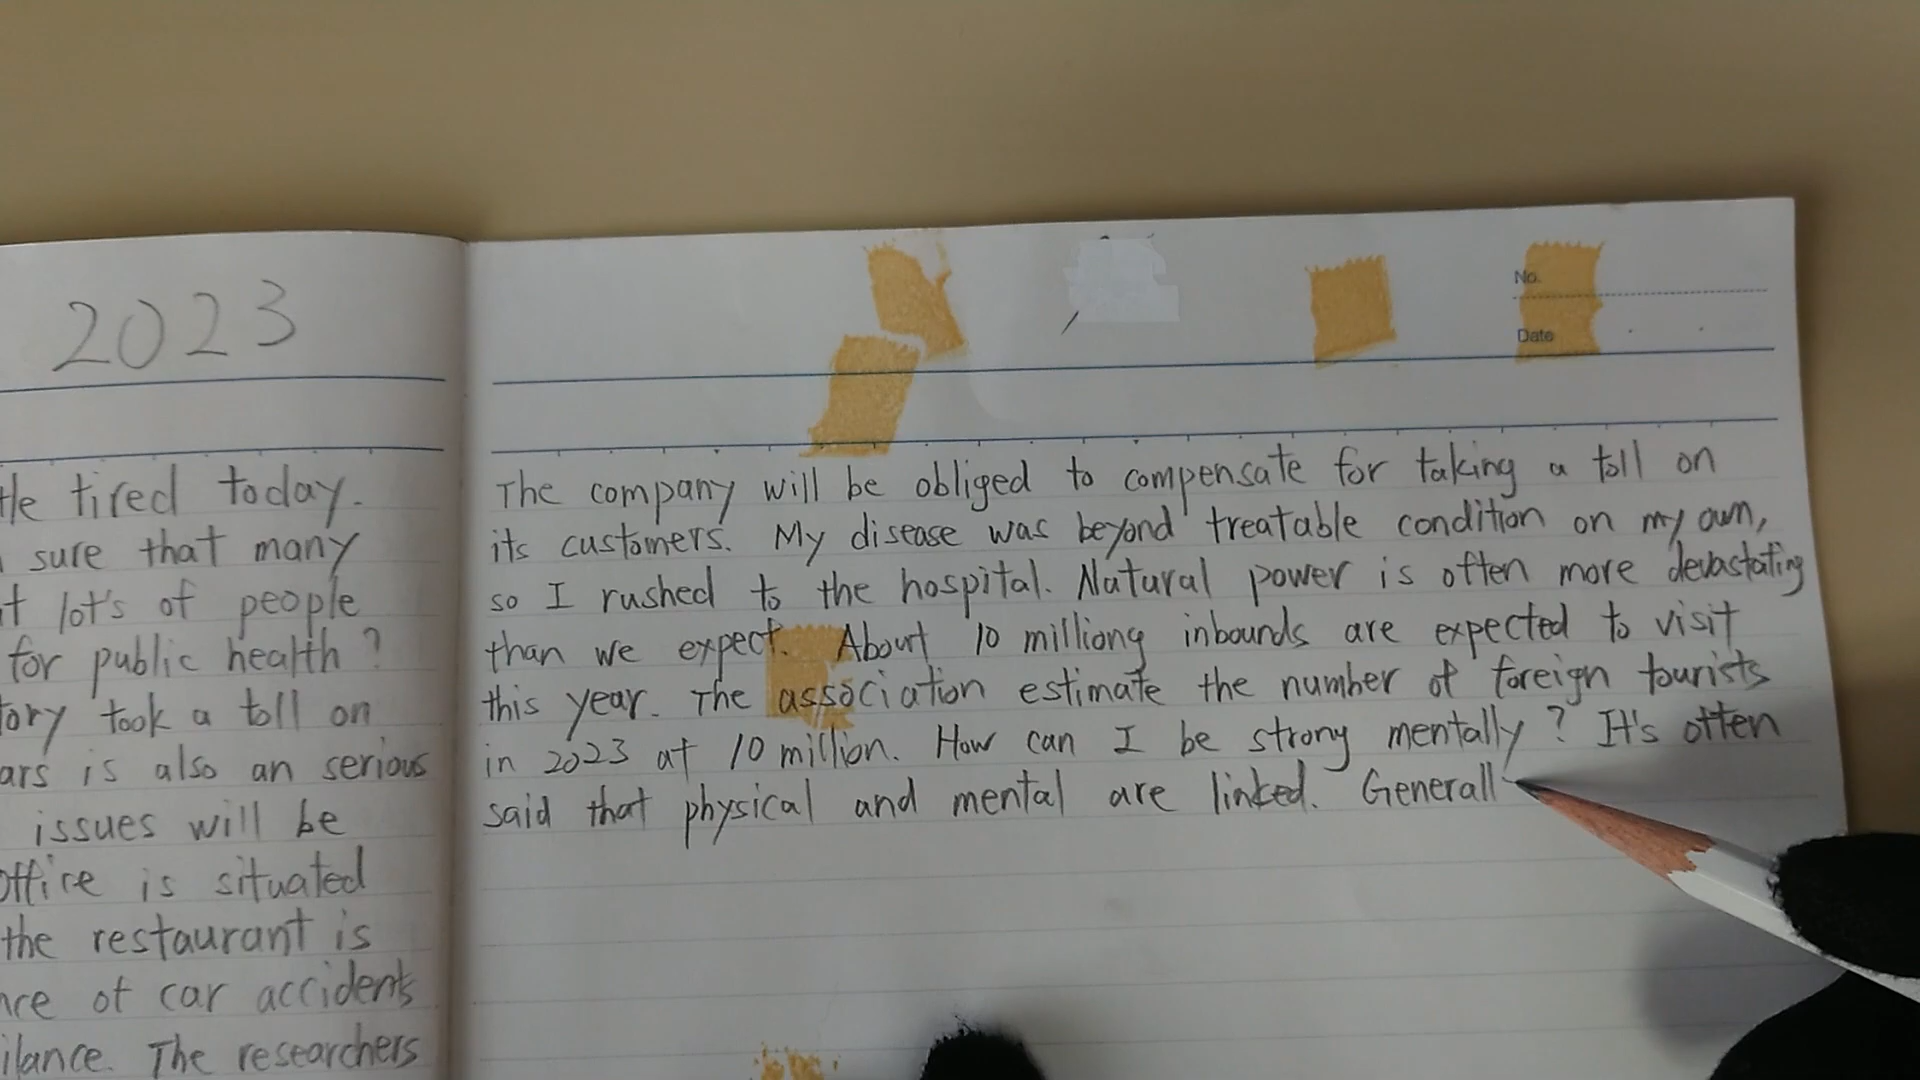 2023
tle tired today.
sure that many
t lot's of people
for public health?
ory took a toll on
ars is also an serious
issues will be
office is situated
the restaurant is
nce of car accidents
ilance. The researchers
No.
Date
The company will be obliged to compensate for taking a toll on
its customers. My disease was beyond treatable condition on my own,
so I rushed to the hospital. Natural power is often more devastating
than we expect. About 10 milliong inbounds are expected to visit
this year. The association estimate the number of foreign tourists
in 2023 at 10 million. How can I be strong mentally? It's often
said that physical and mental are linked. Generall